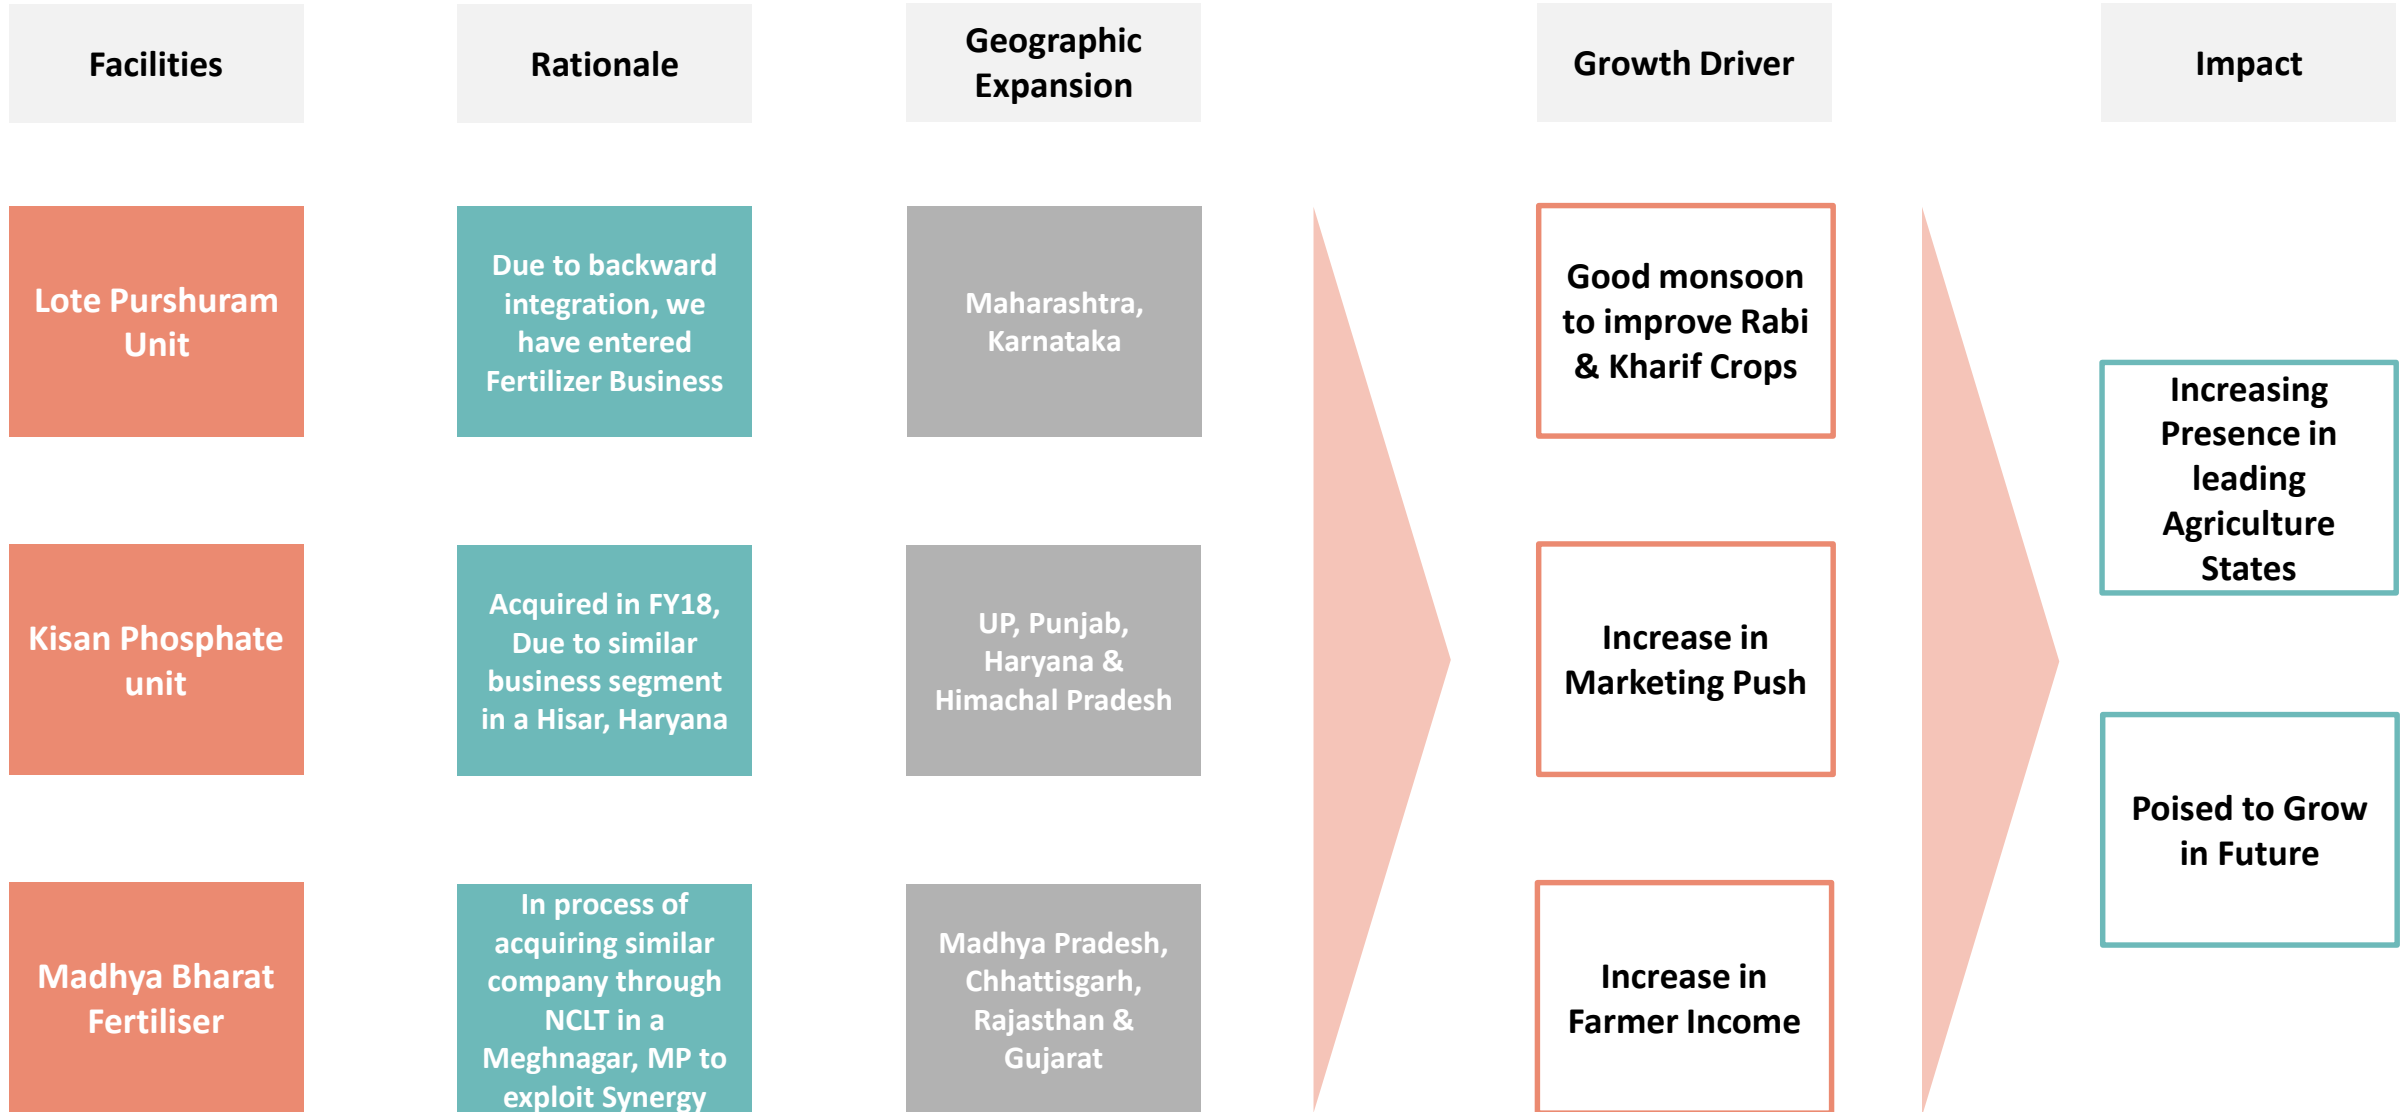 Facilities
Rationale
Geographic
Expansion
Growth Driver
Impact
Lote Purshuram
Unit
Due to backward
integration, we
have entered
Fertilizer Business
Maharashtra,
Karnataka
Good monsoon
to improve Rabi
& Kharif Crops
Kisan Phosphate
unit
Acquired in FY18,
Due to similar
business segment
in a Hisar, Haryana
UP, Punjab,
Haryana &
Himachal Pradesh
Increase in
Marketing Push
Madhya Bharat
Fertiliser
In process of
acquiring similar
company through
NCLT in a
Meghnagar, MP to
exploit Synergy
Madhya Pradesh,
Chhattisgarh,
Rajasthan &
Gujarat
Increase in
Farmer Income
Increasing
Presence in
leading
Agriculture
States
Poised to Grow
in Future